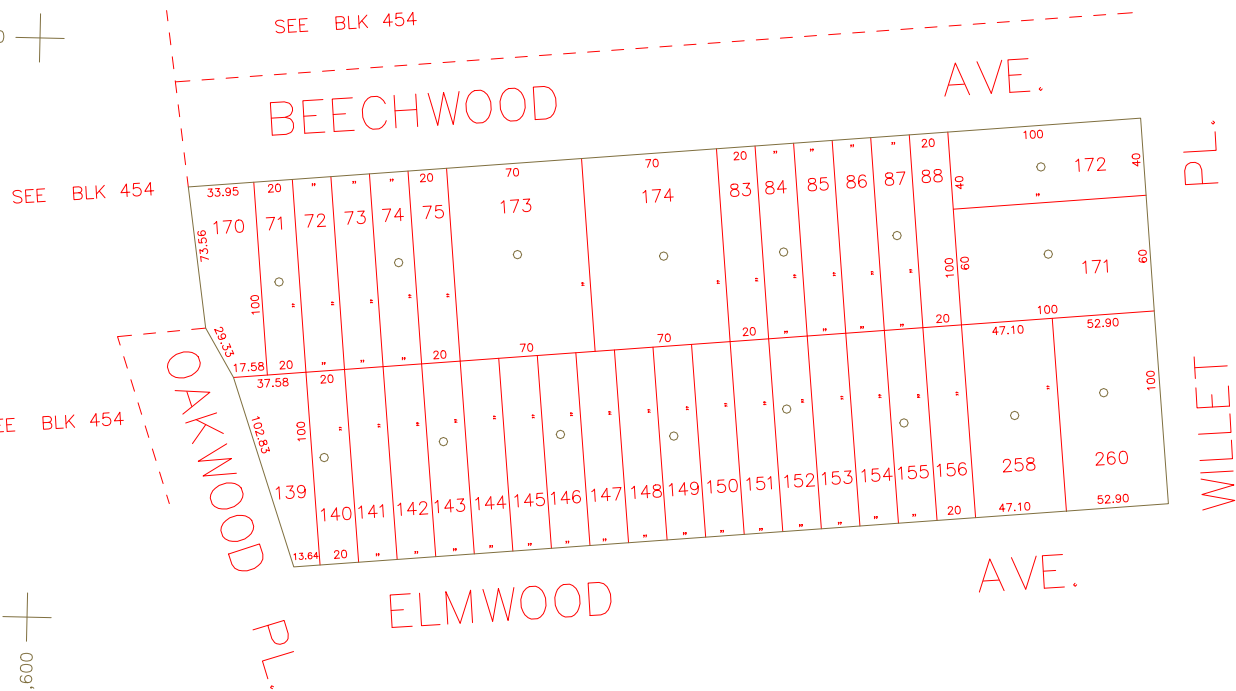 SEE BLK 454
BEECHWOOD AVE.
SEE BLK 454
33.95 20 " " " 20 70 70 20 " " " " 20 100
170 71 72 73 74 75 173 174 83 84 85 86 87 88 172
40 40
"
73.56
100 " " " " " " " " " " " 100 60 171 60
29.33
17.58 20 " " " 20 70 70 20 " " " " 20 100
37.58 20 47.10 52.90
BLK 454
102.83 100 " " " " " " " " " " " " " " " " " " 100
139 140 141 142 143 144 145 146 147 148 149 150 151 152 153 154 155 156 258 260
13.64 20 " " " " " " " " " " " " " " " 20 47.10 52.90
OAKWOOD PL.
ELMWOOD AVE.
WILLET PL.
,600